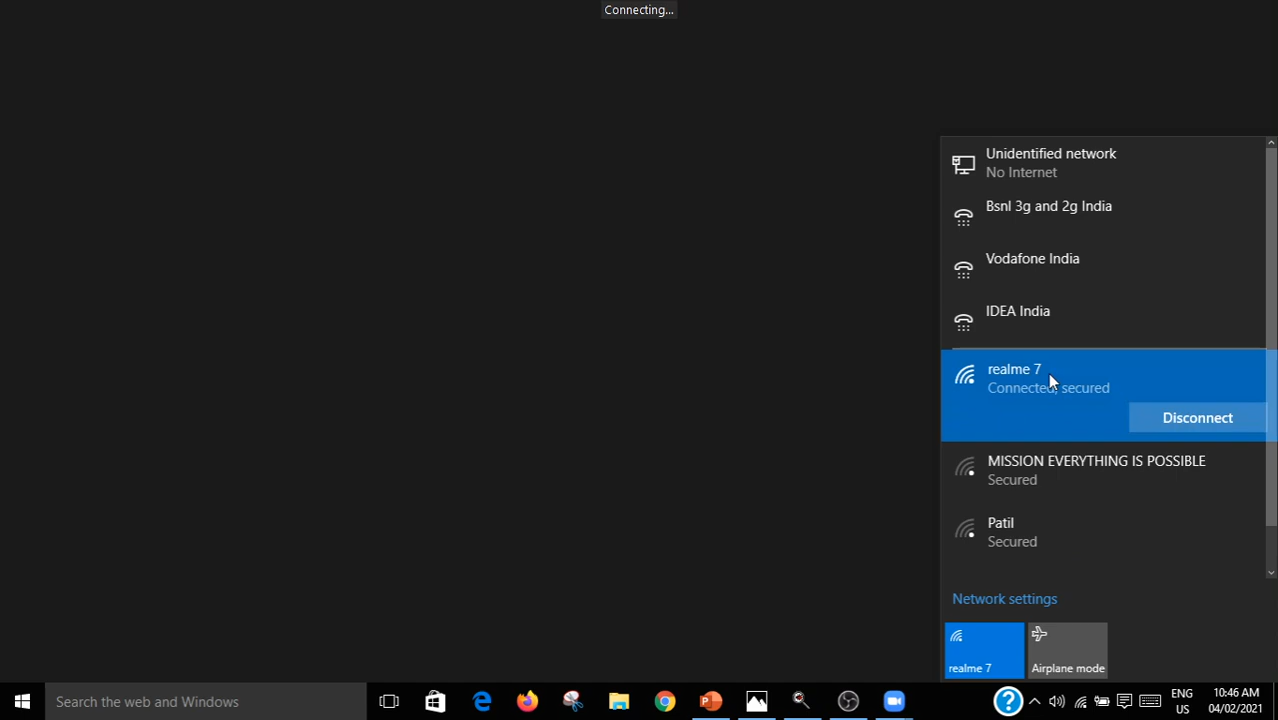 Connecting...
Unidentified network
No Internet
Bsnl 3g and 2g India
Vodafone India
IDEA India
realme 7
Connected, secured
Disconnect
MISSION EVERYTHING IS POSSIBLE
Secured
Patil
Secured
Network settings
realme 7
Airplane mode
Search the web and Windows
ENG
US
10:46 AM
04/02/2021